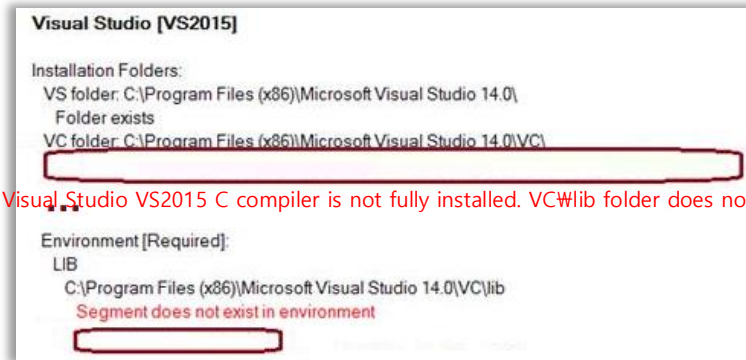 Visual Studio [VS2015]
Installation Folders:
VS folder: C:\Program Files (x86)\Microsoft Visual Studio 14.0\
Folder exists
VC folder: C:\Program Files (x86)\Microsoft Visual Studio 14.0\VC\
Visual Studio VS2015 C compiler is not fully installed. VC₩lib folder does no
...
Environment [Required]:
LIB
C:\Program Files (x86)\Microsoft Visual Studio 14.0\VC\lib
Segment does not exist in environment